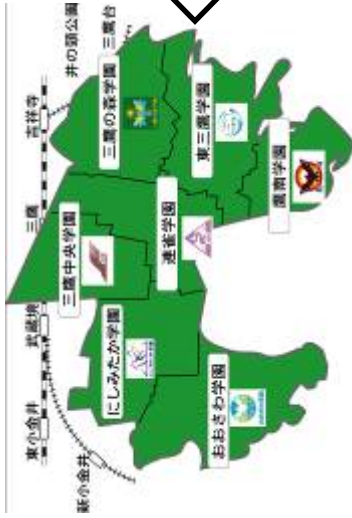 東小金井
武蔵境
三鷹
吉祥寺
井の頭公園
三鷹台
新小金井
三鷹中央学園
三鷹の森学園
にしみたか学園
連雀学園
東三鷹学園
おおさわ学園
鷹南学園